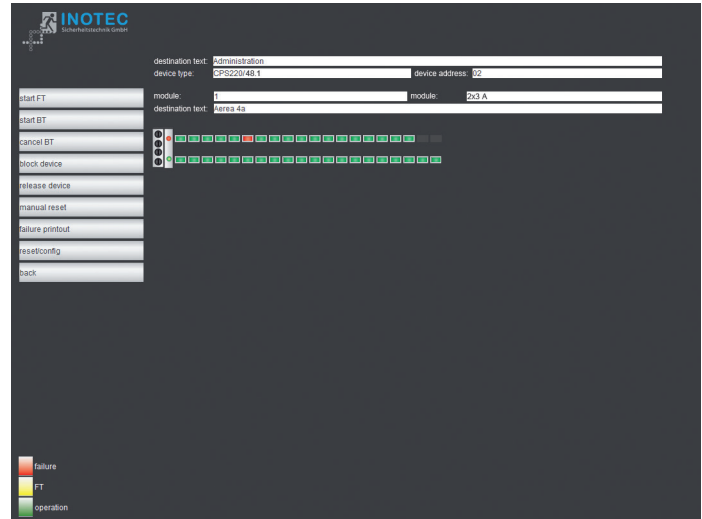 INOTEC
Sicherheitstechnik GmbH
destination text: Administration
device type: CPS220/48.1 device address: 02
module: 1 module: 2x3 A
destination text: Aerea 4a
start FT
start BT
cancel BT
block device
release device
manual reset
failure printout
reset/config
back
failure
FT
operation